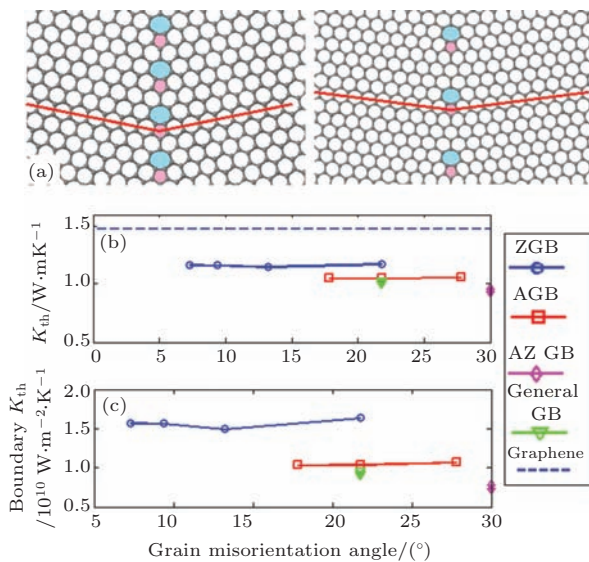 (a)
(b)
1.5
1.0
0.5
K_th/W·mK^−1
0 5 10 15 20 25 30
(c)
2.0
1.5
1.0
0.5
Boundary K_th
/10^10 W·m^−2·K^−1
5 10 15 20 25 30
Grain misorientation angle/(°)
ZGB
AGB
AZ GB
General
GB
Graphene